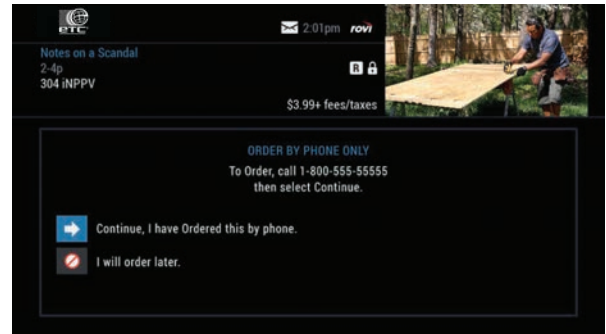 etc
2:01pm rovi
Notes on a Scandal
2-4p
R
304 iNPPV
$3.99+ fees/taxes
ORDER BY PHONE ONLY
To Order, call 1-800-555-55555
then select Continue.
Continue, I have Ordered this by phone.
I will order later.